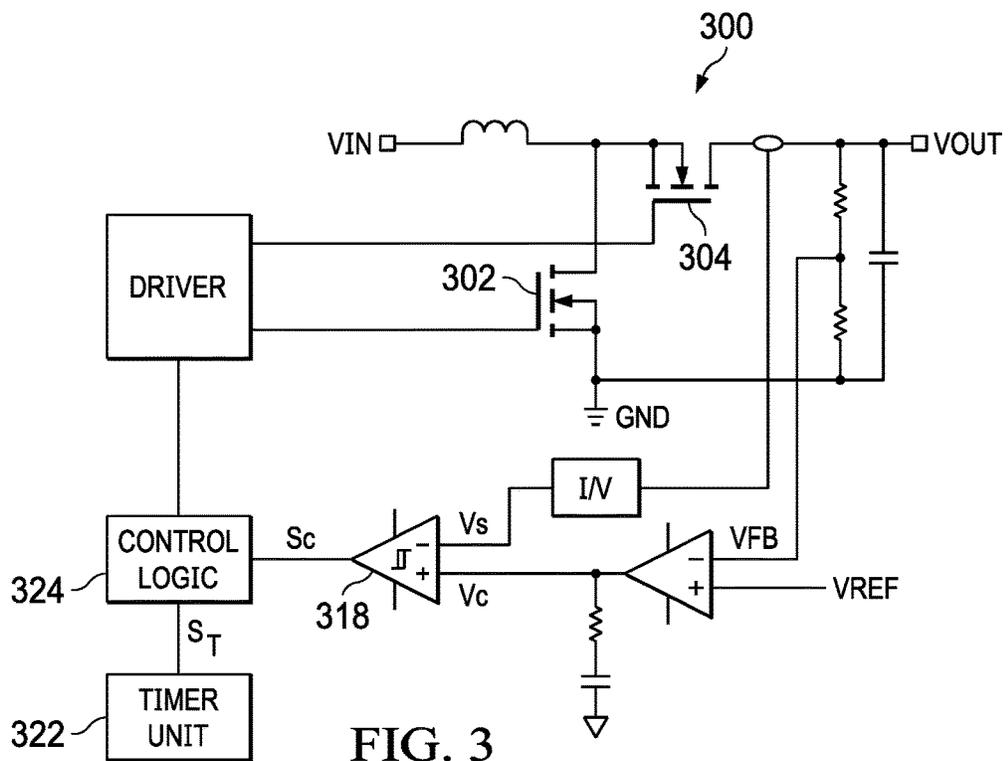 300
VIN
VOUT
304
DRIVER
302
GND
I/V
Vs
VFB
Sc
CONTROL
LOGIC
-
+
-
+
324
318
Vc
VREF
ST
TIMER
UNIT
322
FIG. 3